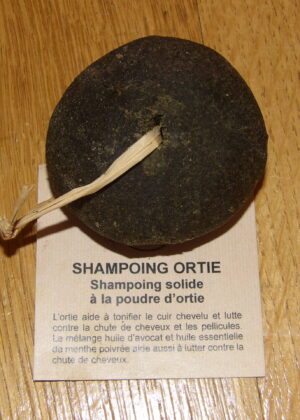 SHAMPOING ORTIE
Shampoing solide
à la poudre d'ortie
L'ortie aide à tonifier le cuir chevelu et lutte
contre la chute de cheveux et les pellicules.
Le mélange huile d'avocat et huile essentielle
de menthe poivrée aide aussi à lutter contre la
chute de cheveux.